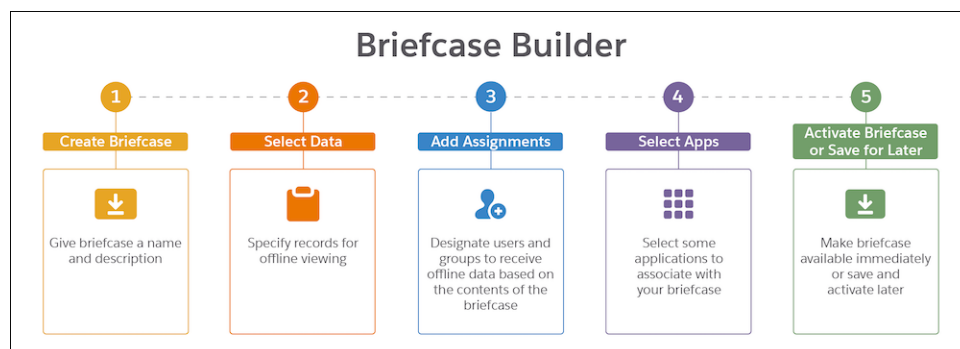 Briefcase Builder
1
2
3
4
5
Create Briefcase
Select Data
Add Assignments
Select Apps
Activate Briefcase
or Save for Later
Give briefcase a name
and description
Specify records for
offline viewing
Designate users and
groups to receive
offline data based on
the contents of the
briefcase
Select some
applications to
associate with
your briefcase
Make briefcase
available immediately
or save and
activate later